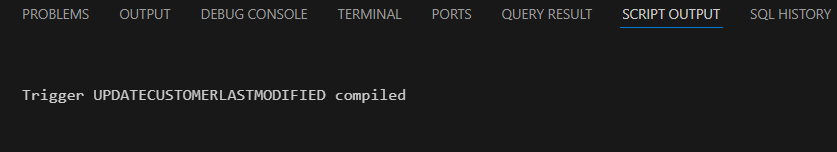 PROBLEMS OUTPUT DEBUG CONSOLE TERMINAL PORTS QUERY RESULT SCRIPT OUTPUT SQL HISTORY
Trigger UPDATECUSTOMERLASTMODIFIED compiled